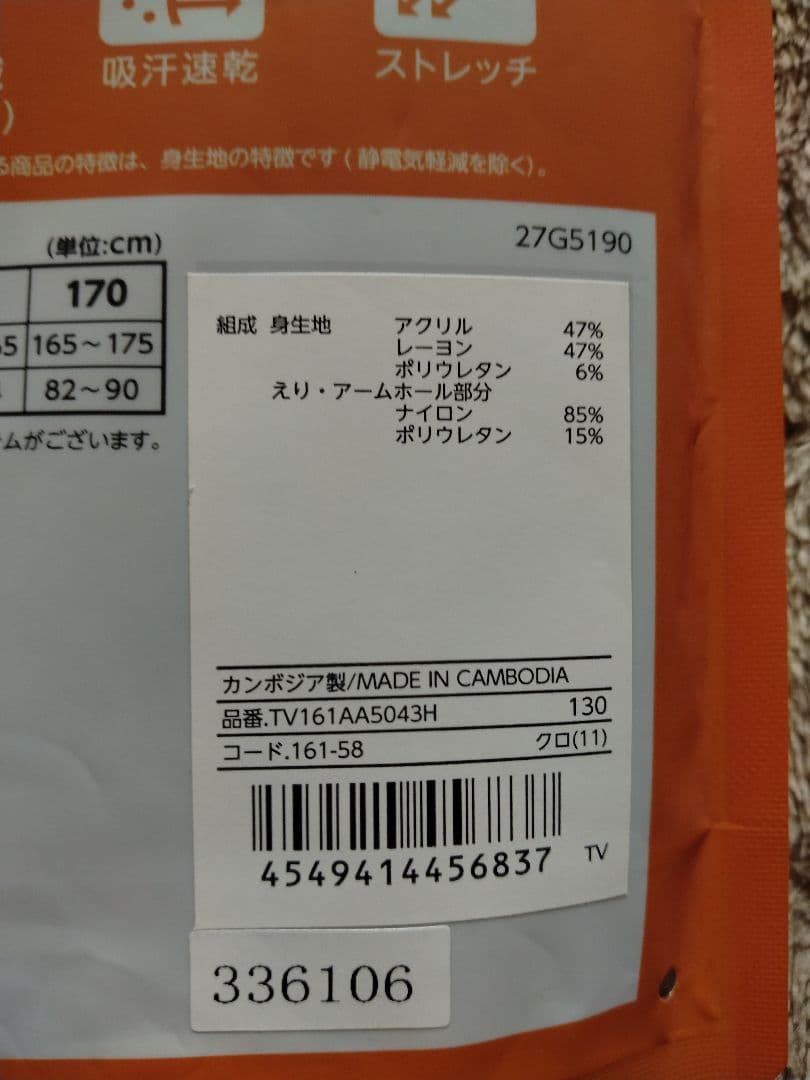 吸汗速乾
ストレッチ
る商品の特徴は、身生地の特徴です(静電気軽減を除く)。
(単位:cm)
27G5190
170
165～175
82～90
ムがございます。
組成 身生地 アクリル 47%
レーヨン 47%
ポリウレタン 6%
えり・アームホール部分
ナイロン 85%
ポリウレタン 15%
カンボジア製/MADE IN CAMBODIA
品番.TV161AA5043H 130
コード.161-58 クロ(11)
4549414456837 TV
336106